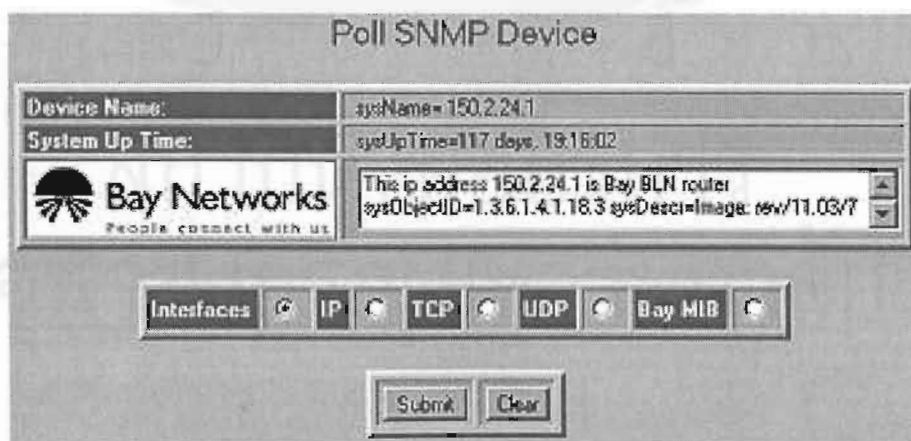 Poll SNMP Device
Device Name: sysName= 150.2.24.1
System Up Time: sysUpTime=117 days, 19:16:02
This ip address 150.2.24.1 is Bay BLN router
Bay Networks sysObjectID=1.3.6.1.4.1.18.3 sysDescr=Image: rev/11.03/7
People connect with us
Interfaces IP TCP UDP Bay MIB
Submit Clear